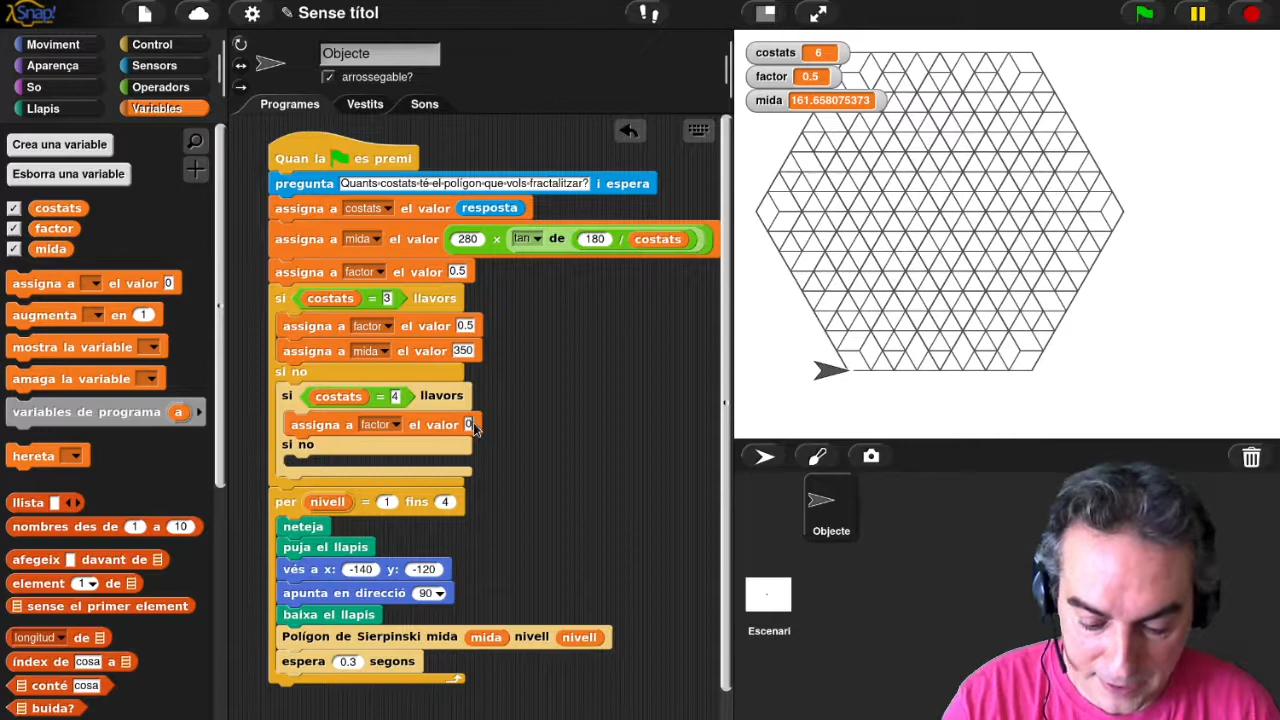 Snap!
Sense títol
Moviment
Control
Aparença
Sensors
So
Operadors
Llapis
Variables
Crea una variable
Esborra una variable
costats
factor
mida
assigna a el valor 0
augmenta en 1
mostra la variable
amaga la variable
variables de programa a
hereta
llista
nombres des de 1 a 10
afegeix davant de
element 1 de
sense el primer element
longitud de
índex de cosa a
conté cosa
buida?
Objecte
arrossegable?
Programes
Vestits
Sons
Quan la es premi
pregunta Quants costats té el polígon que vols fractalitzar? i espera
assigna a costats el valor resposta
assigna a mida el valor 280 × tan de 180 / costats
assigna a factor el valor 0.5
si costats = 3 llavors
assigna a factor el valor 0.5
assigna a mida el valor 350
si no
si costats = 4 llavors
assigna a factor el valor 0
si no
per nivell = 1 fins 4
neteja
puja el llapis
vés a x: -140 y: -120
apunta en direcció 90
baixa el llapis
Polígon de Sierpinski mida mida nivell nivell
espera 0.3 segons
costats 6
factor 0.5
mida 161.658075373
Objecte
Escenari